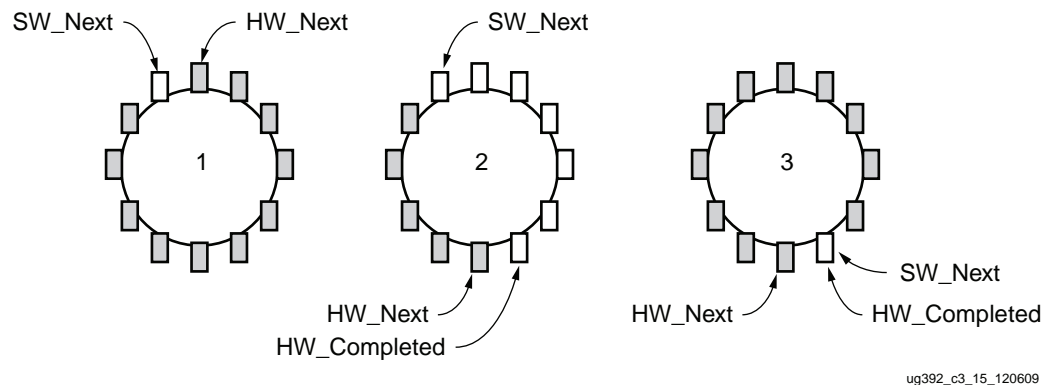 SW_Next
HW_Next
SW_Next
1
2
3
SW_Next
HW_Next
HW_Next
HW_Completed
HW_Completed
ug392_c3_15_120609